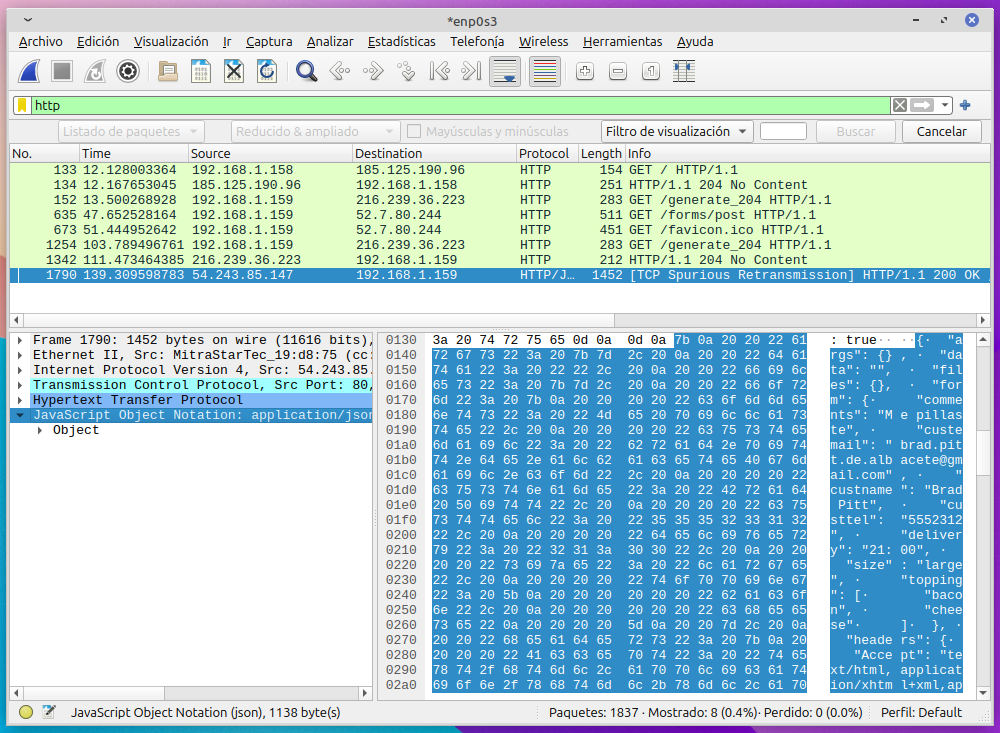 *enp0s3
Archivo Edición Visualización Ir Captura Analizar Estadísticas Telefonía Wireless Herramientas Ayuda
http
Listado de paquetes Reducido & ampliado Mayúsculas y minúsculas Filtro de visualización Buscar Cancelar
No. Time Source Destination Protocol Length Info
133 12.128003364 192.168.1.158 185.125.190.96 HTTP 154 GET / HTTP/1.1
134 12.167653045 185.125.190.96 192.168.1.158 HTTP 251 HTTP/1.1 204 No Content
152 13.500268928 192.168.1.159 216.239.36.223 HTTP 283 GET /generate_204 HTTP/1.1
635 47.652528164 192.168.1.159 52.7.80.244 HTTP 511 GET /forms/post HTTP/1.1
673 51.444952642 192.168.1.159 52.7.80.244 HTTP 451 GET /favicon.ico HTTP/1.1
1254 103.789496761 192.168.1.159 216.239.36.223 HTTP 283 GET /generate_204 HTTP/1.1
1342 111.473464385 216.239.36.223 192.168.1.159 HTTP 212 HTTP/1.1 204 No Content
1790 139.309598783 54.243.85.147 192.168.1.159 HTTP/J… 1452 [TCP Spurious Retransmission] HTTP/1.1 200 OK
Frame 1790: 1452 bytes on wire (11616 bits),
Ethernet II, Src: MitraStarTec_19:d8:75 (cc:
Internet Protocol Version 4, Src: 54.243.85.
Transmission Control Protocol, Src Port: 80,
Hypertext Transfer Protocol
JavaScript Object Notation: application/json
Object
0130 3a 20 74 72 75 65 0d 0a 0d 0a 7b 0a 20 20 22 61 : true·· ··{· "a
0140 72 67 73 22 3a 20 7b 7d 2c 20 0a 20 20 22 64 61 rgs": {} , · "da
0150 74 61 22 3a 20 22 22 2c 20 0a 20 20 22 66 69 6c ta": "", · "fil
0160 65 73 22 3a 20 7b 7d 2c 20 0a 20 20 22 66 6f 72 es": {}, · "for
0170 6d 22 3a 20 7b 0a 20 20 20 20 22 63 6f 6d 6d 65 m": {· "comme
0180 6e 74 73 22 3a 20 22 4d 65 20 70 69 6c 6c 61 73 nts": "M e pillas
0190 74 65 22 2c 20 0a 20 20 20 20 22 63 75 73 74 65 te", · "custe
01a0 6d 61 69 6c 22 3a 20 22 62 72 61 64 2e 70 69 74 mail": " brad.pit
01b0 74 2e 64 65 2e 61 6c 62 61 63 65 74 65 40 67 6d t.de.alb acete@gm
01c0 61 69 6c 2e 63 6f 6d 22 2c 20 0a 20 20 20 20 22 ail.com" , · "
01d0 63 75 73 74 6e 61 6d 65 22 3a 20 22 42 72 61 64 custname ": "Brad
01e0 20 50 69 74 74 22 2c 20 0a 20 20 20 20 22 63 75 Pitt", · "cu
01f0 73 74 74 65 6c 22 3a 20 22 35 35 35 32 33 31 32 sttel": "5552312
0200 22 2c 20 0a 20 20 20 20 22 64 65 6c 69 76 65 72 ", · "deliver
0210 79 22 3a 20 22 32 31 3a 30 30 22 2c 20 0a 20 20 y": "21: 00", ·
0220 20 20 22 73 69 7a 65 22 3a 20 22 6c 61 72 67 65 "size" : "large
0230 22 2c 20 0a 20 20 20 20 22 74 6f 70 70 69 6e 67 ", · "topping
0240 22 3a 20 5b 0a 20 20 20 20 20 20 22 62 61 63 6f ": [· "baco
0250 6e 22 2c 20 0a 20 20 20 20 20 20 22 63 68 65 65 n", · "chee
0260 73 65 22 0a 20 20 20 20 5d 0a 20 20 7d 2c 20 0a se"· ]· }, ·
0270 20 20 22 68 65 61 64 65 72 73 22 3a 20 7b 0a 20 "heade rs": {·
0280 20 20 20 22 41 63 63 65 70 74 22 3a 20 22 74 65 "Acce pt": "te
0290 78 74 2f 68 74 6d 6c 2c 61 70 70 6c 69 63 61 74 xt/html, applicat
02a0 69 6f 6e 2f 78 68 74 6d 6c 2b 78 6d 6c 2c 61 70 ion/xhtm l+xml,ap
JavaScript Object Notation (json), 1138 byte(s) Paquetes: 1837 · Mostrado: 8 (0.4%)· Perdido: 0 (0.0%) Perfil: Default